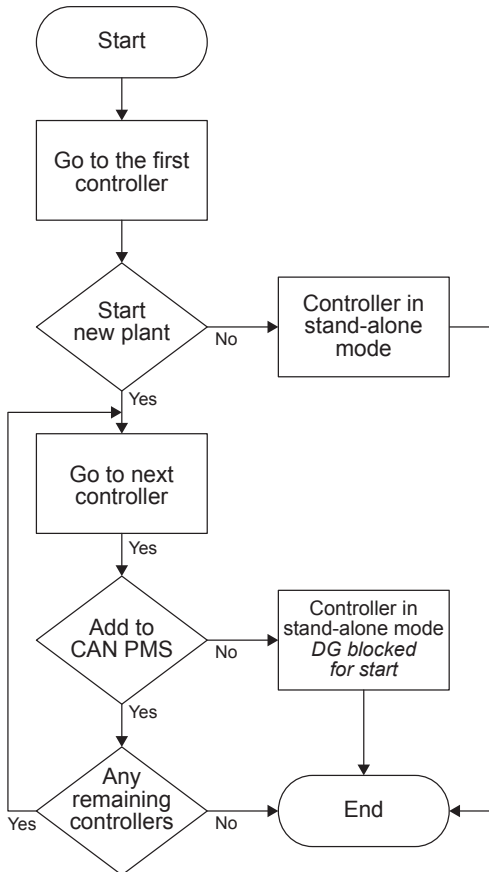 Start
Go to the first
controller
Start
new plant
No
Controller in
stand-alone
mode
Yes
Go to next
controller
Yes
Add to
CAN PMS
No
Controller in
stand-alone mode
DG blocked
for start
Yes
Any
remaining
controllers
Yes
No
End